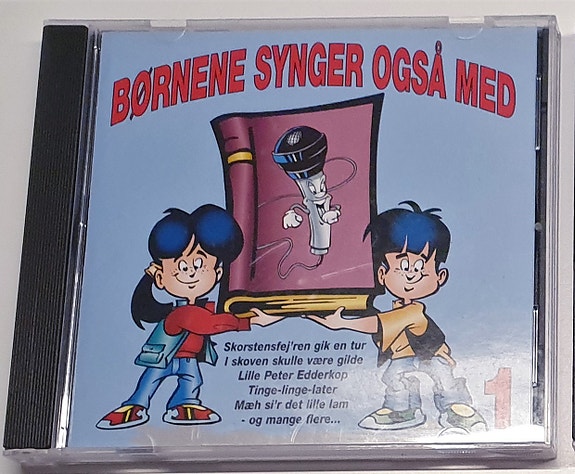 BØRNENE SYNGER OGSÅ MED
Skorstensfej'ren gik en tur
I skoven skulle være gilde
Lille Peter Edderkop
Tinge-linge-later
Mæh si'r det lille lam
- og mange flere...
1